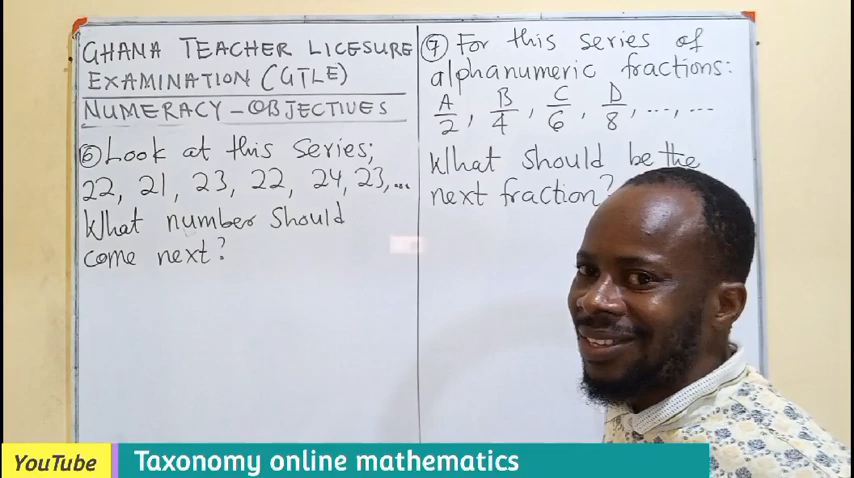 GHANA TEACHER LICESURE
EXAMINATION (GTLE)
NUMERACY - OBJECTIVES
⑥ Look at this series;
22, 21, 23, 22, 24, 23, ...
What number should
come next?
⑦ For this series of
alphanumeric fractions:
A/2, B/4, C/6, D/8, ..., ...
What should be the
next fraction?
YouTube Taxonomy online mathematics